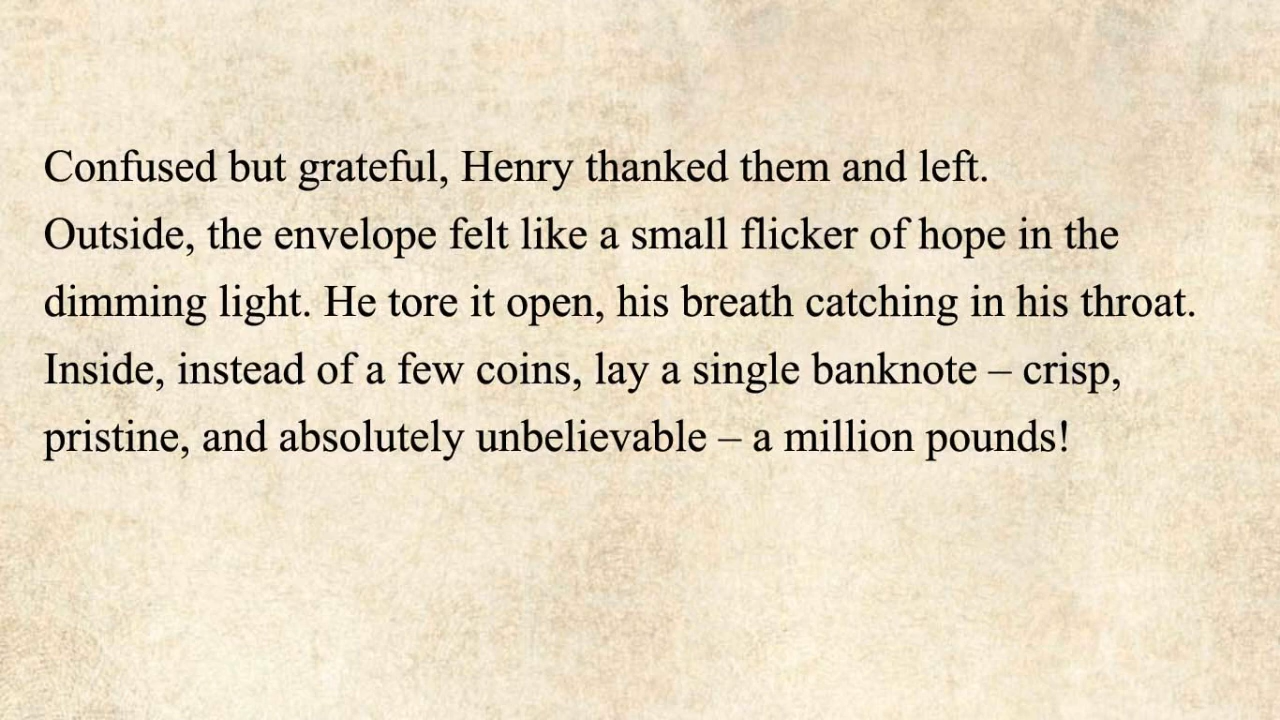 Confused but grateful, Henry thanked them and left.
Outside, the envelope felt like a small flicker of hope in the
dimming light. He tore it open, his breath catching in his throat.
Inside, instead of a few coins, lay a single banknote – crisp,
pristine, and absolutely unbelievable – a million pounds!